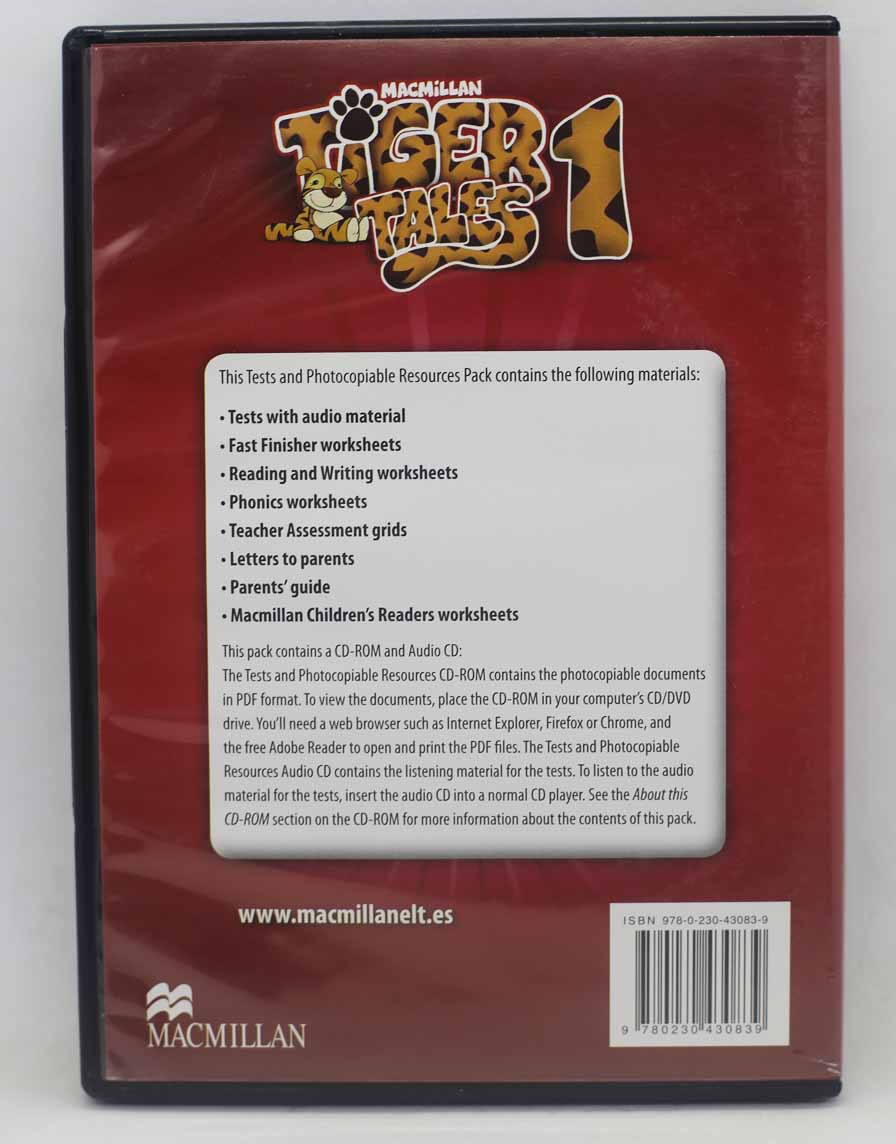 MACMiLLAN
TiGER
TALES 1
This Tests and Photocopiable Resources Pack contains the following materials:
• Tests with audio material
• Fast Finisher worksheets
• Reading and Writing worksheets
• Phonics worksheets
• Teacher Assessment grids
• Letters to parents
• Parents’ guide
• Macmillan Children’s Readers worksheets
This pack contains a CD-ROM and Audio CD:
The Tests and Photocopiable Resources CD-ROM contains the photocopiable documents
in PDF format. To view the documents, place the CD-ROM in your computer’s CD/DVD
drive. You’ll need a web browser such as Internet Explorer, Firefox or Chrome, and
the free Adobe Reader to open and print the PDF files. The Tests and Photocopiable
Resources Audio CD contains the listening material for the tests. To listen to the audio
material for the tests, insert the audio CD into a normal CD player. See the About this
CD-ROM section on the CD-ROM for more information about the contents of this pack.
www.macmillanelt.es
ISBN 978-0-230-43083-9
9 780230 430839
MACMILLAN